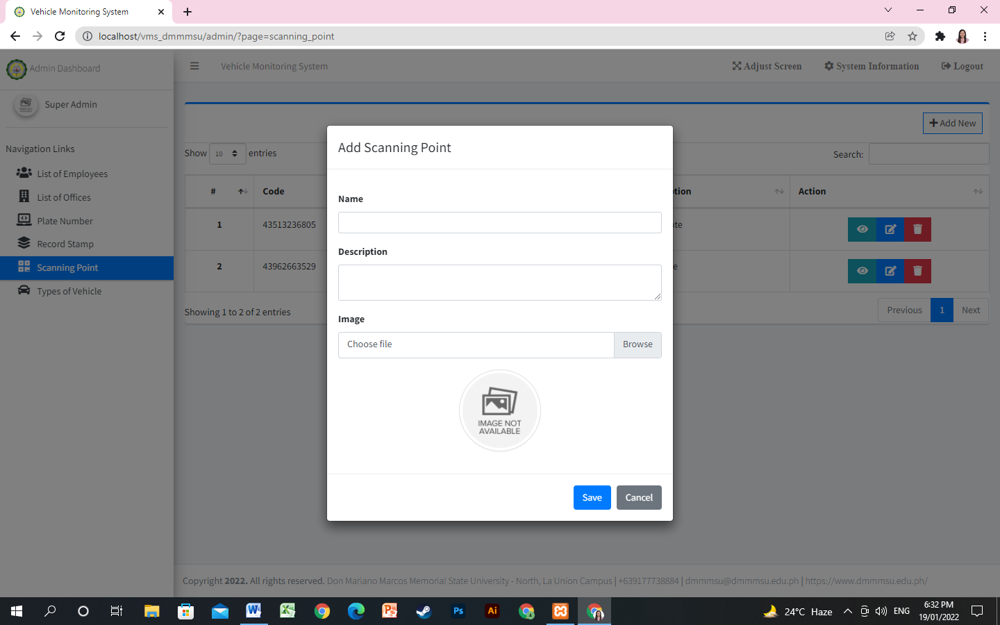 Vehicle Monitoring System
localhost/vms_dmmmsu/admin/?page=scanning_point
Admin Dashboard
Vehicle Monitoring System
Adjust Screen
System Information
Logout
Super Admin
Add New
Navigation Links
Show 10 entries
Search:
List of Employees
List of Offices
Plate Number
Record Stamp
Scanning Point
Types of Vehicle
# Code Action
1 43513236805
2 43962663529
Showing 1 to 2 of 2 entries
Previous 1 Next
Add Scanning Point
Name
Description
Image
Choose file Browse
IMAGE NOT
AVAILABLE
Save Cancel
Copyright 2022. All rights reserved. Don Mariano Marcos Memorial State University - North, La Union Campus | +639177738884 | dmmmsu@dmmmsu.edu.ph | https://www.dmmmsu.edu.ph/
24°C Haze
ENG
6:32 PM
19/01/2022